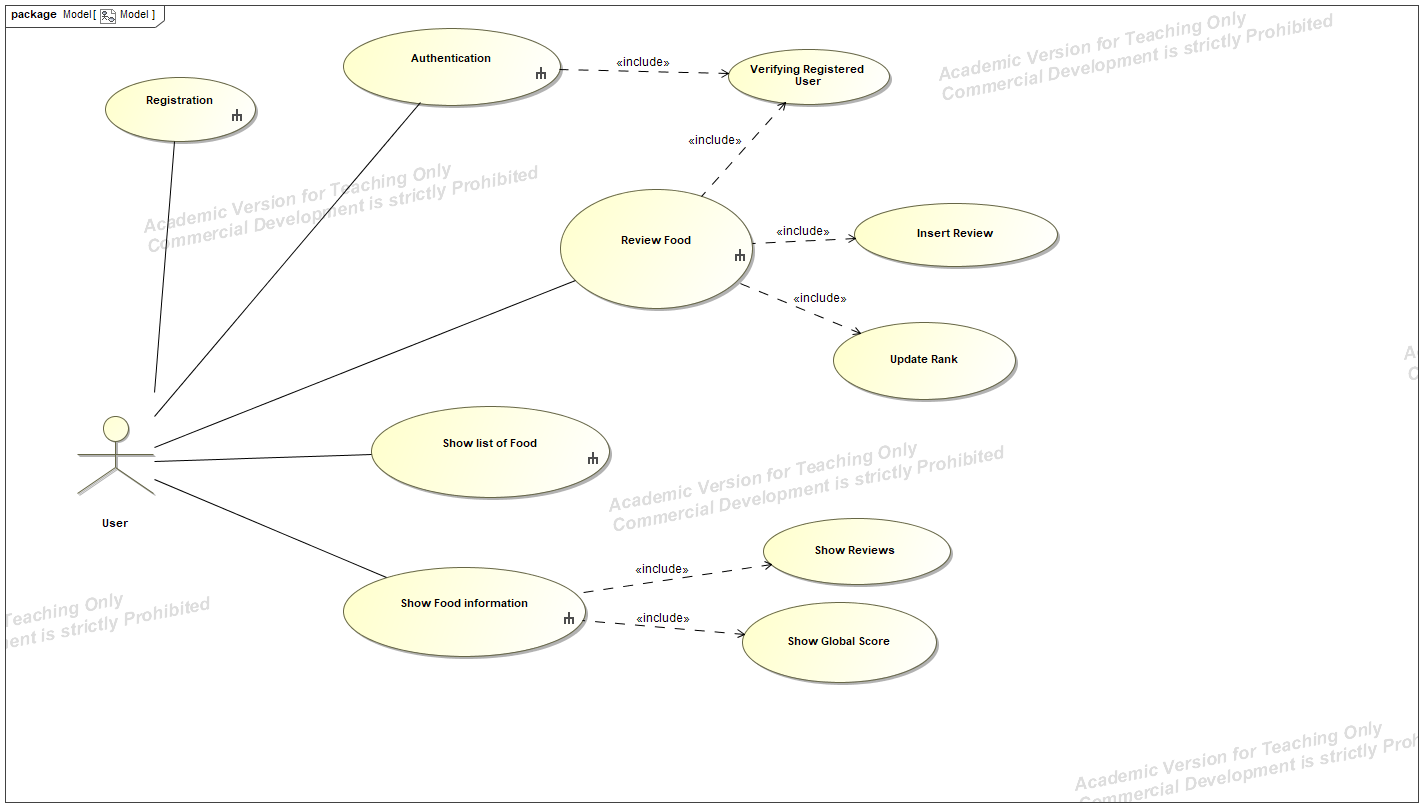 package Model [ Model ]
Academic Version for Teaching Only
Commercial Development is strictly Prohibited
Authentication
«include»
Verifying Registered
User
Registration
«include»
Academic Version for Teaching Only
Commercial Development is strictly Prohibited
Review Food
«include»
Insert Review
«include»
Update Rank
A
C
Show list of Food
Academic Version for Teaching Only
Commercial Development is strictly Prohibited
User
Show Reviews
«include»
Show Food information
«include»
Show Global Score
Teaching Only
ment is strictly Prohibited
Academic Version for Teaching Only
Commercial Development is strictly Proh